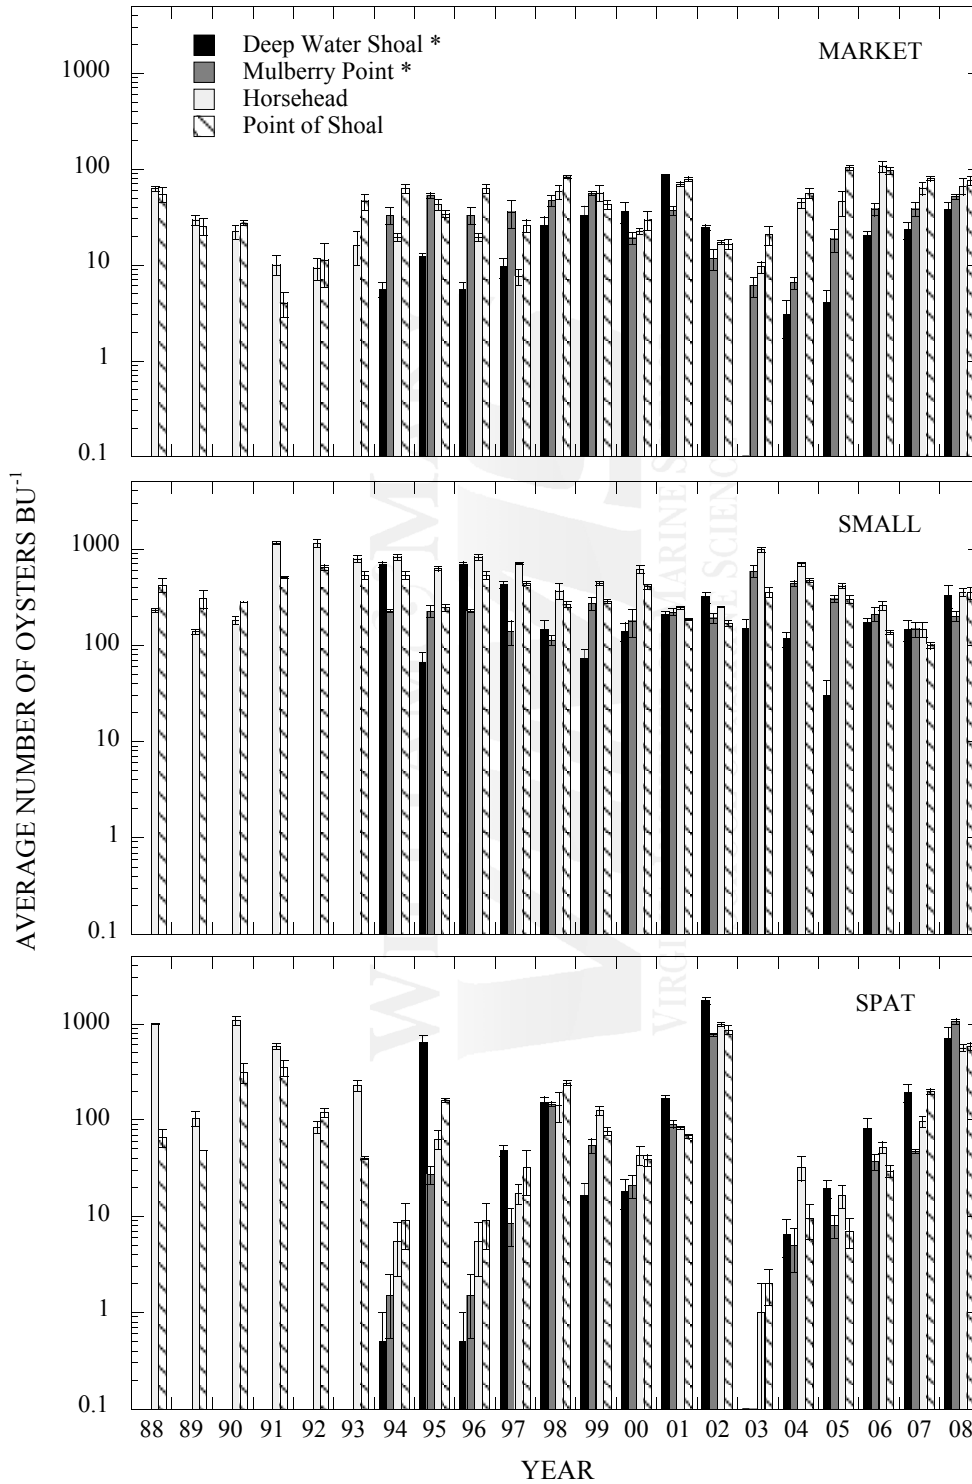 Deep Water Shoal *
Mulberry Point *
Horsehead
Point of Shoal
MARKET
1000
100
10
1
0.1
SMALL
1000
100
10
1
0.1
SPAT
1000
100
10
1
0.1
AVERAGE NUMBER OF OYSTERS BU-1
88 89 90 91 92 93 94 95 96 97 98 99 00 01 02 03 04 05 06 07 08
YEAR